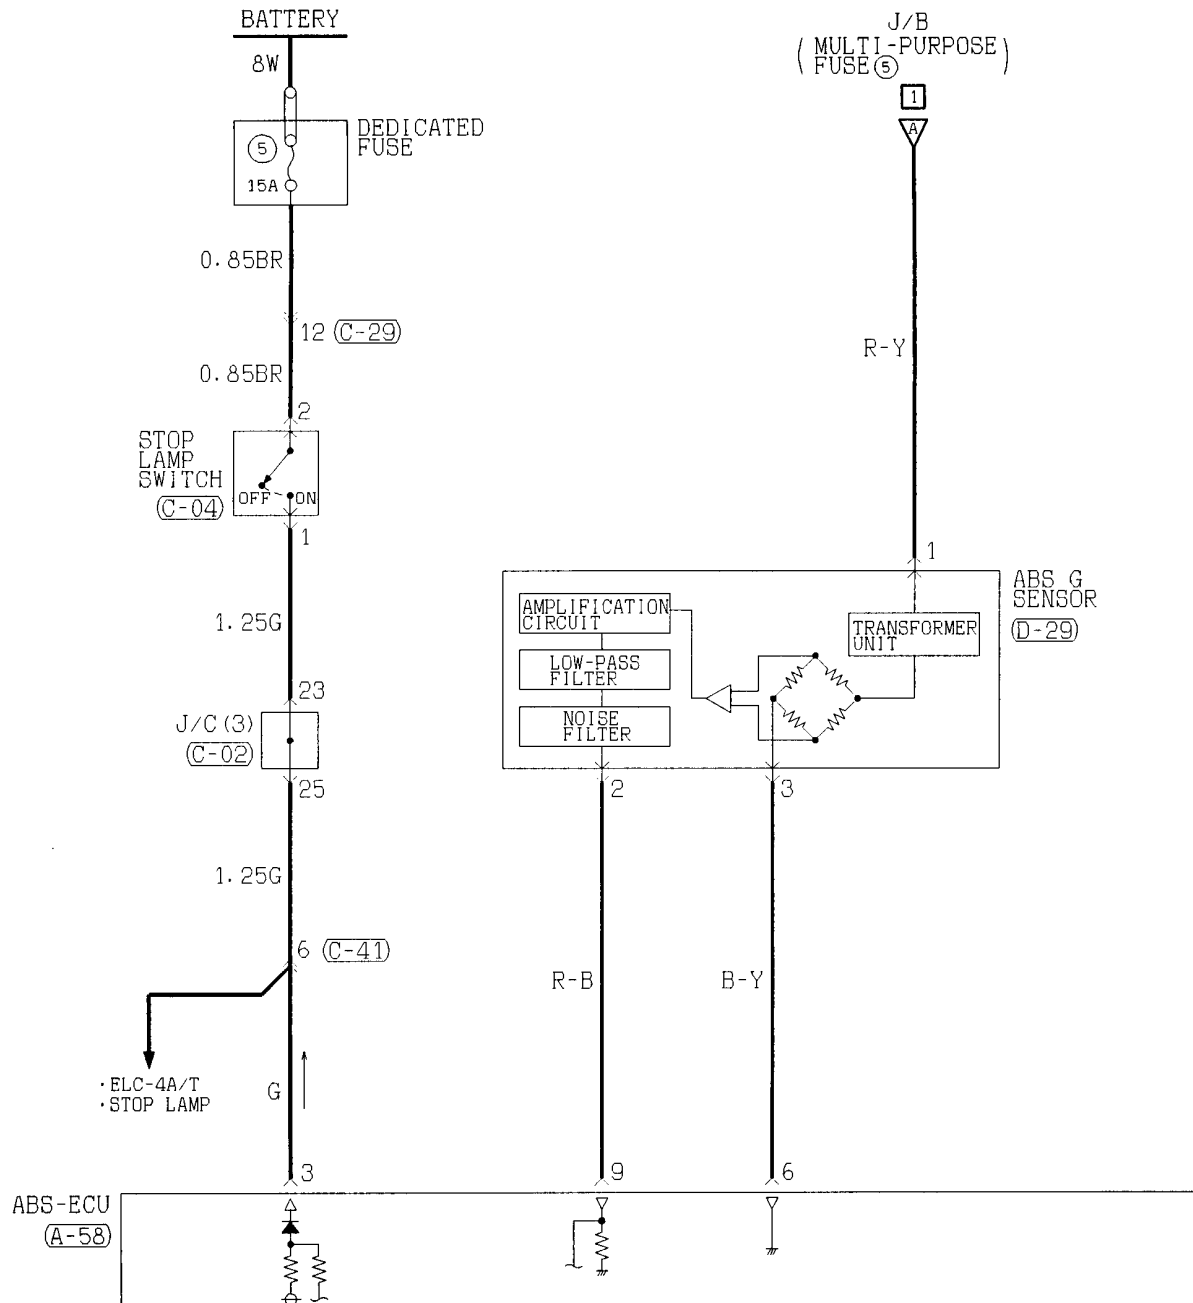 BATTERY
8W
5
15A
DEDICATED
FUSE
0.85BR
12 C-29
0.85BR
2
STOP
LAMP
SWITCH
C-04
OFF ON
1
1.25G
23
J/C(3)
C-02
25
1.25G
6 C-41
·ELC-4A/T
·STOP LAMP
G
3
J/B
(MULTI-PURPOSE
FUSE 5)
1
A
R-Y
1
ABS G
SENSOR
D-29
AMPLIFICATION
CIRCUIT
LOW-PASS
FILTER
NOISE
FILTER
TRANSFORMER
UNIT
2
3
R-B
B-Y
9
6
ABS-ECU
A-58